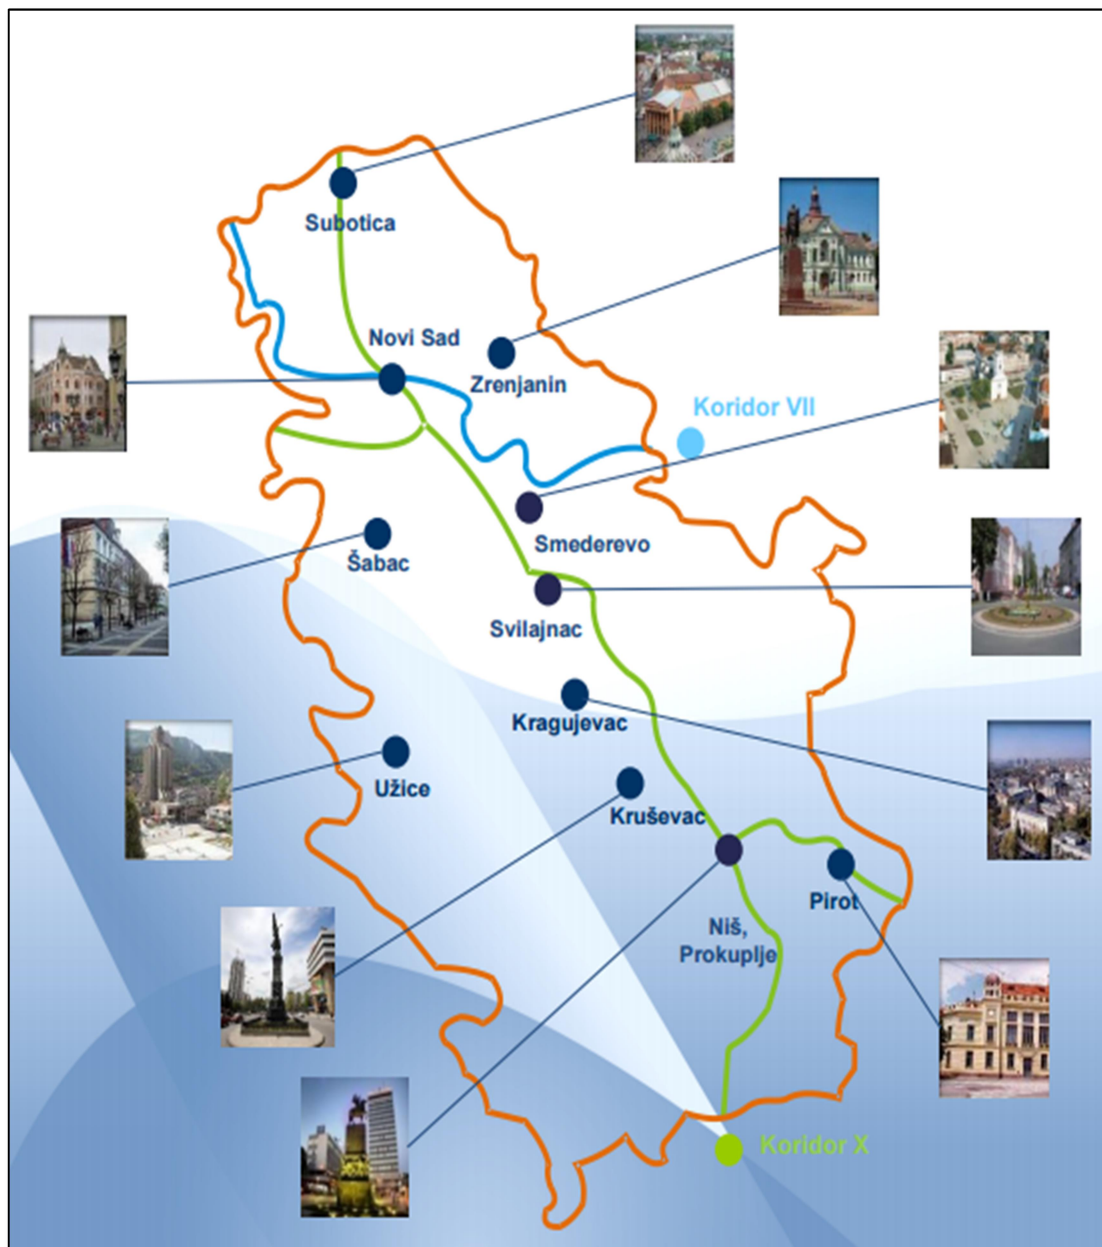 Subotica
Novi Sad
Zrenjanin
Koridor VII
Smederevo
Šabac
Svilajnac
Kragujevac
Užice
Kruševac
Pirot
Niš,
Prokuplje
Koridor X